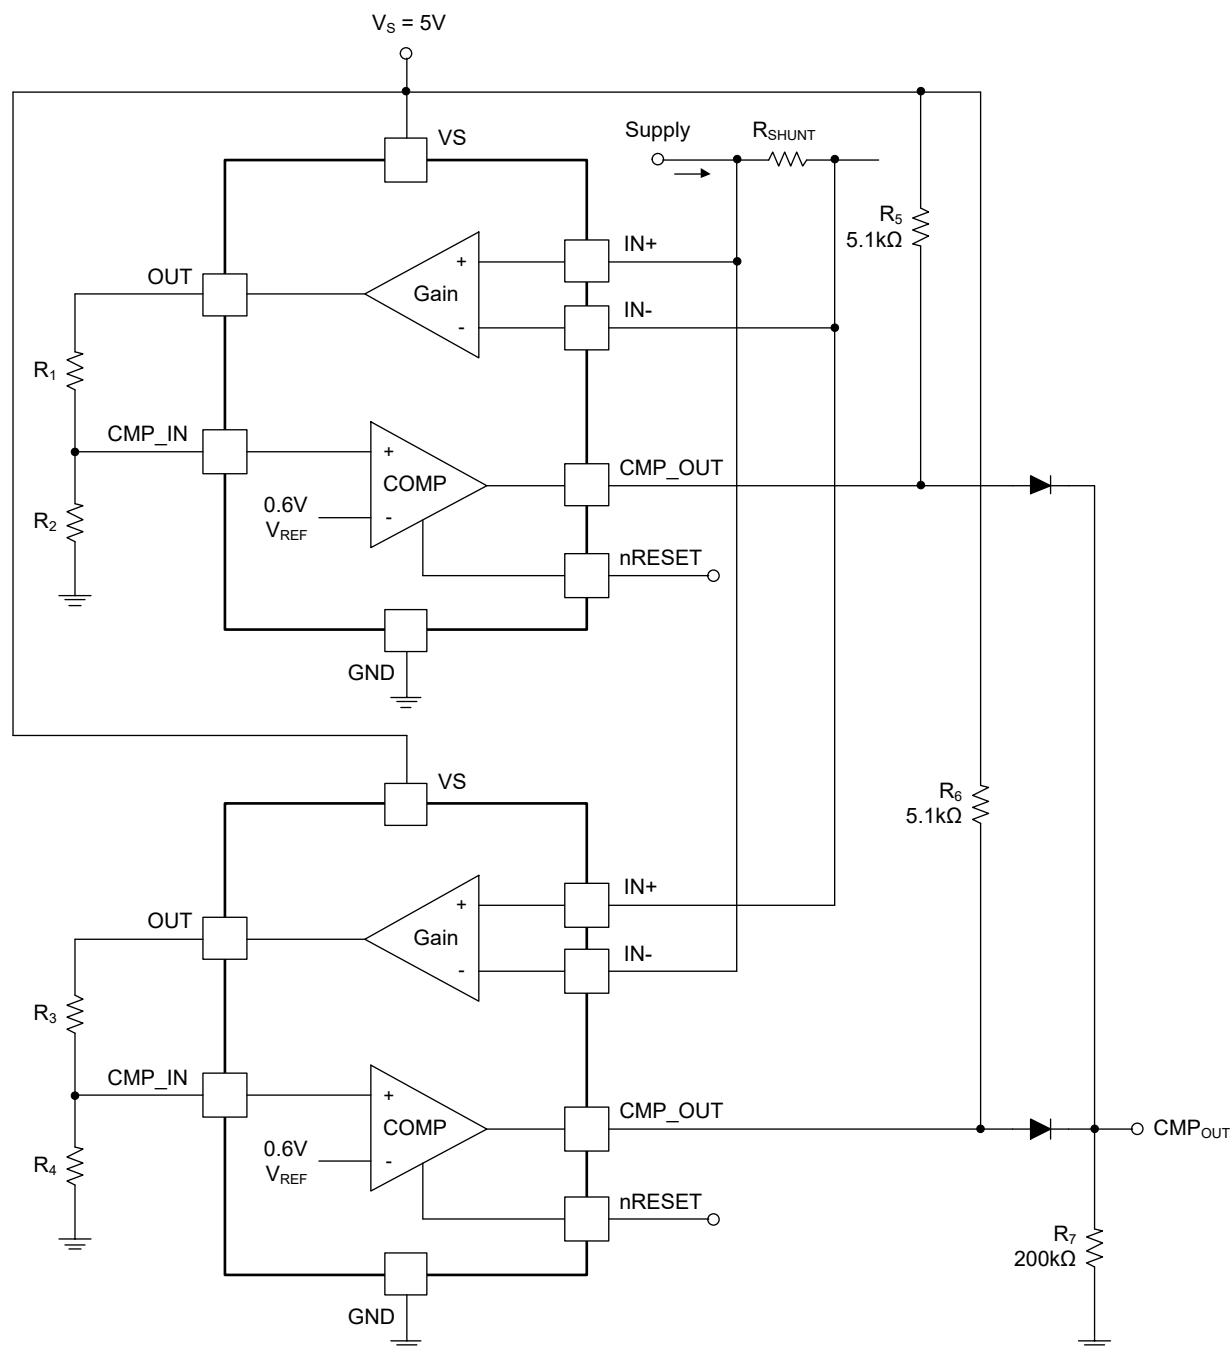 V_S = 5V
VS
Supply
R_SHUNT
R_5
5.1kΩ
IN+
OUT
+
Gain
IN-
-
R_1
CMP_IN
+
COMP
CMP_OUT
0.6V
V_REF
-
R_2
nRESET
GND
VS
R_6
5.1kΩ
IN+
OUT
+
Gain
IN-
-
R_3
CMP_IN
+
COMP
CMP_OUT
CMP_OUT
0.6V
V_REF
-
R_4
nRESET
R_7
200kΩ
GND